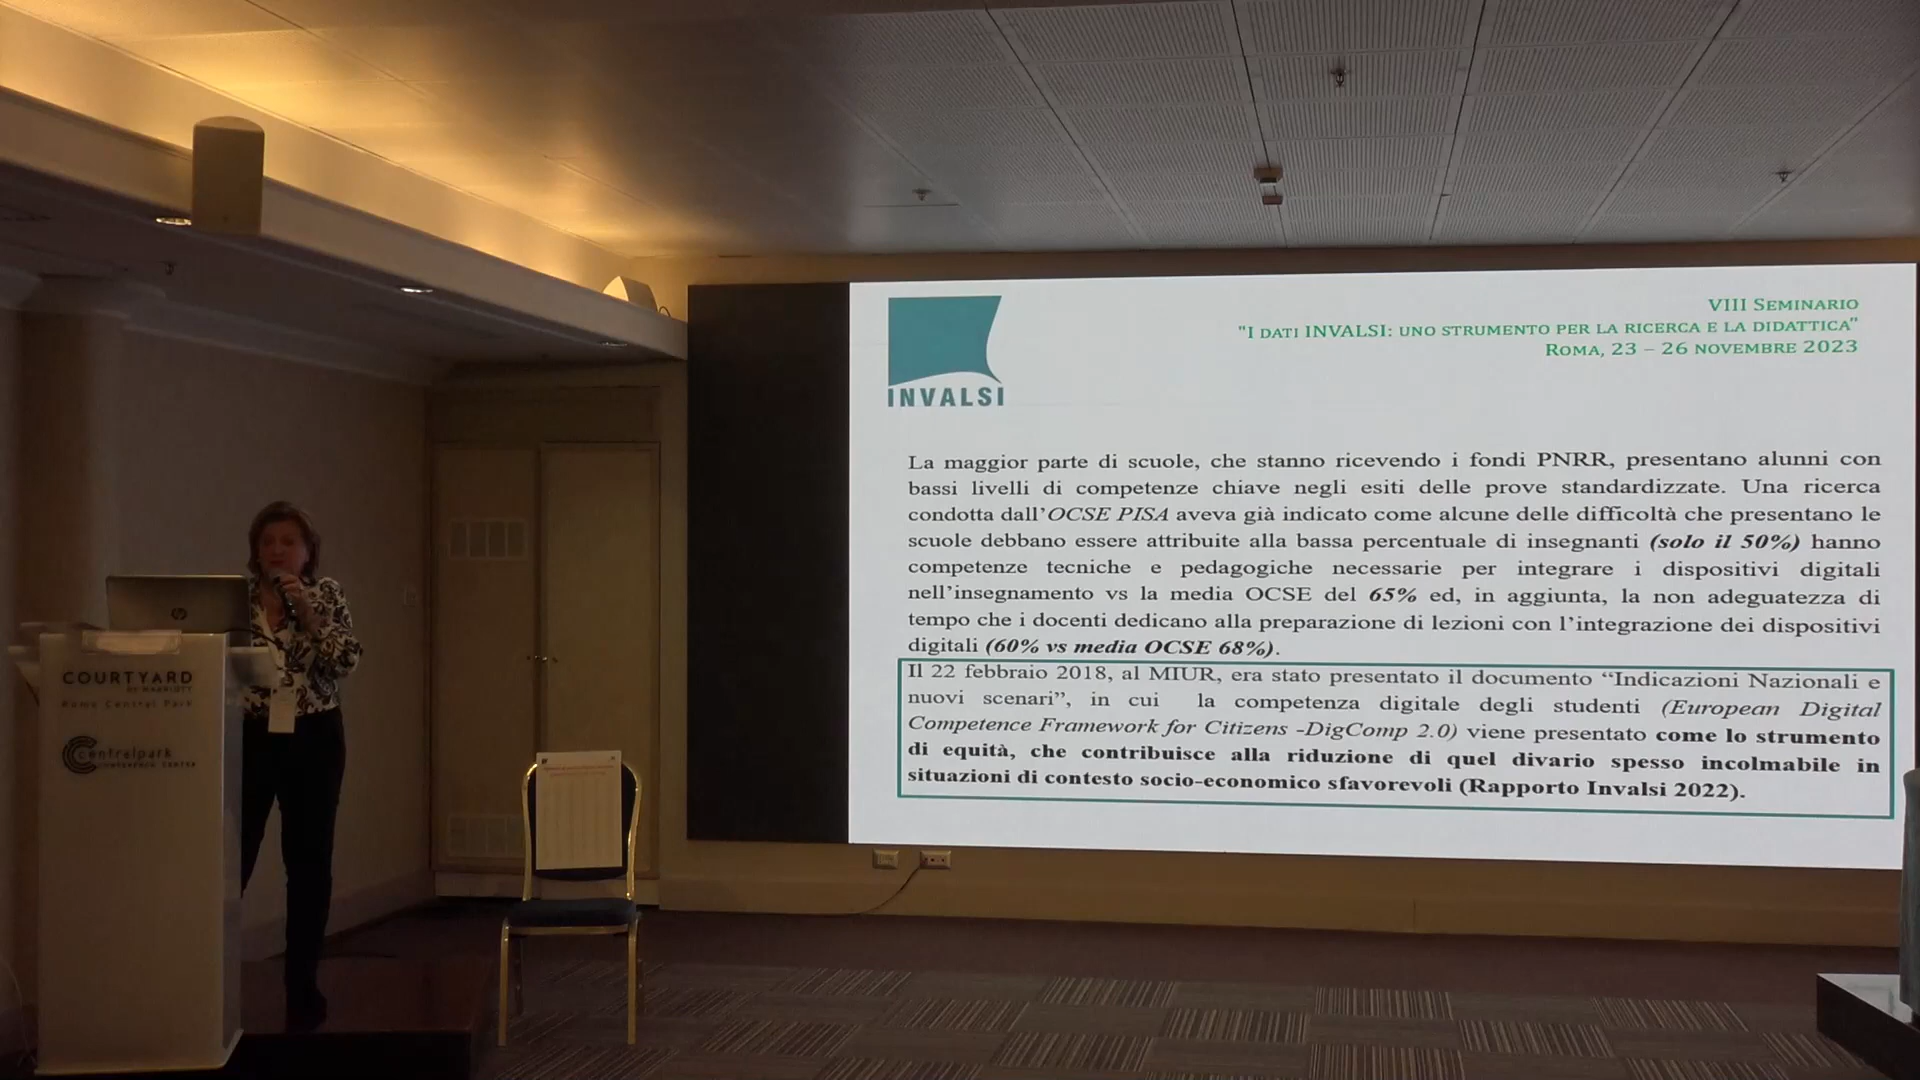 VIII SEMINARIO
"I DATI INVALSI: UNO STRUMENTO PER LA RICERCA E LA DIDATTICA"
ROMA, 23 – 26 NOVEMBRE 2023
INVALSI
La maggior parte di scuole, che stanno ricevendo i fondi PNRR, presentano alunni con
bassi livelli di competenze chiave negli esiti delle prove standardizzate. Una ricerca
condotta dall'OCSE PISA aveva già indicato come alcune delle difficoltà che presentano le
scuole debbano essere attribuite alla bassa percentuale di insegnanti (solo il 50%) hanno
competenze tecniche e pedagogiche necessarie per integrare i dispositivi digitali
nell'insegnamento vs la media OCSE del 65% ed, in aggiunta, la non adeguatezza di
tempo che i docenti dedicano alla preparazione di lezioni con l'integrazione dei dispositivi
digitali (60% vs media OCSE 68%).
Il 22 febbraio 2018, al MIUR, era stato presentato il documento "Indicazioni Nazionali e
nuovi scenari", in cui la competenza digitale degli studenti (European Digital
Competence Framework for Citizens -DigComp 2.0) viene presentato come lo strumento
di equità, che contribuisce alla riduzione di quel divario spesso incolmabile in
situazioni di contesto socio-economico sfavorevoli (Rapporto Invalsi 2022).
hp
COURTYARD
BY MARRIOTT
Rome Central Park
centralpark
CONFERENCE CENTER